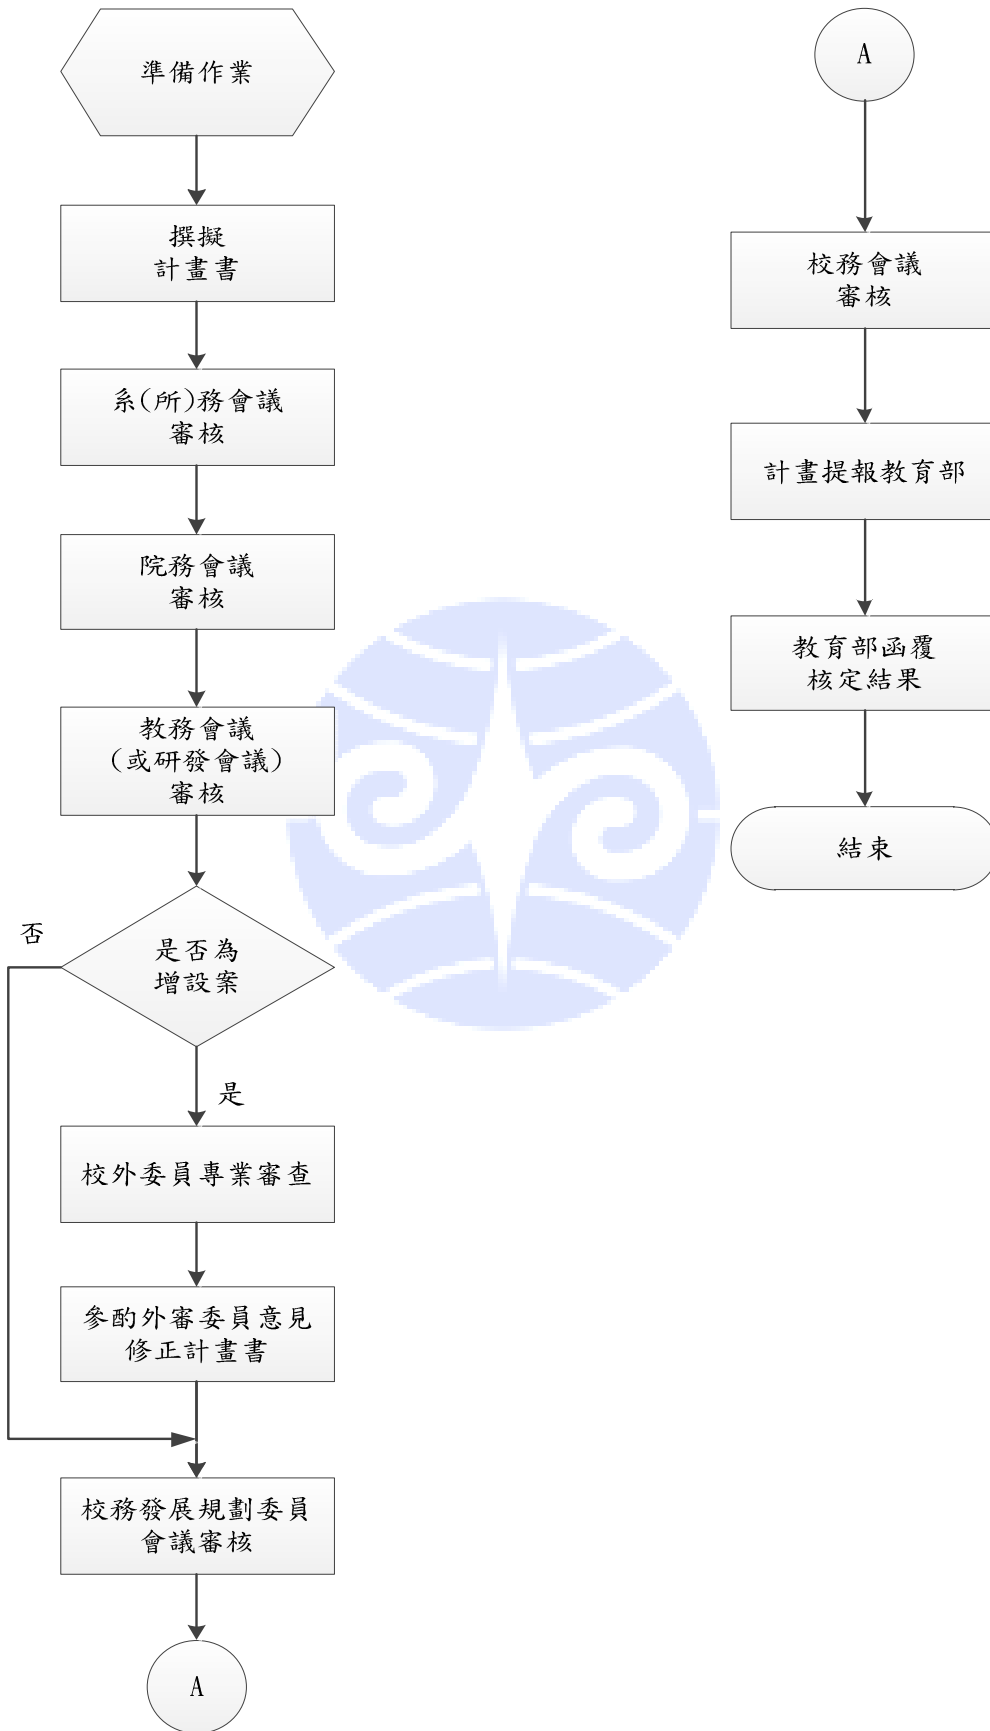 準備作業
撰擬
計畫書
系(所)務會議
審核
院務會議
審核
教務會議
(或研發會議)
審核
是否為
增設案
否
是
校外委員專業審查
參酌外審委員意見
修正計畫書
校務發展規劃委員
會議審核
A
A
校務會議
審核
計畫提報教育部
教育部函覆
核定結果
結束